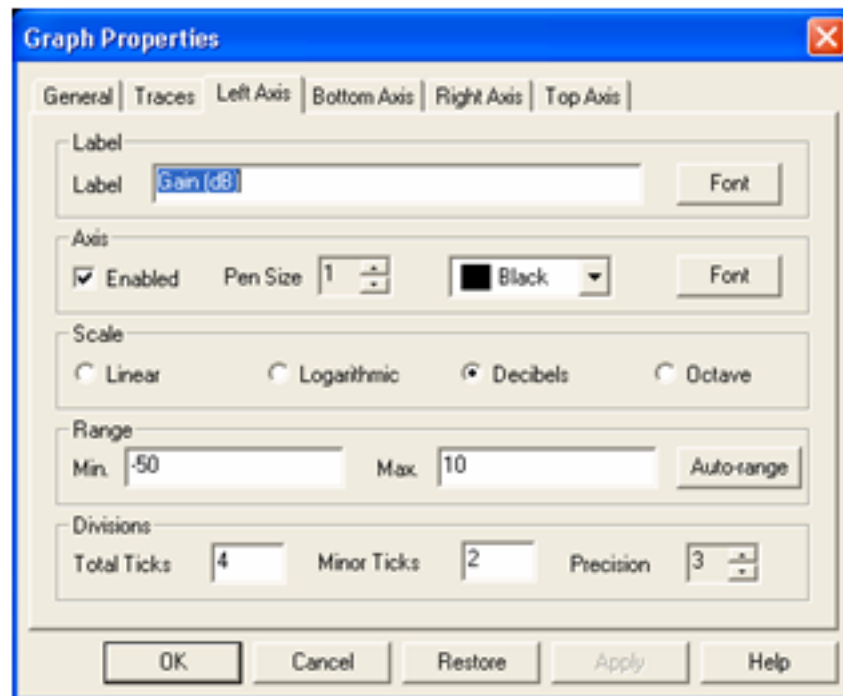 Graph Properties
General Traces Left Axis Bottom Axis Right Axis Top Axis
Label
Label Gain (dB) Font
Axis
Enabled Pen Size 1 Black Font
Scale
Linear Logarithmic Decibels Octave
Range
Min. -50 Max. 10 Auto-range
Divisions
Total Ticks 4 Minor Ticks 2 Precision 3
OK Cancel Restore Apply Help